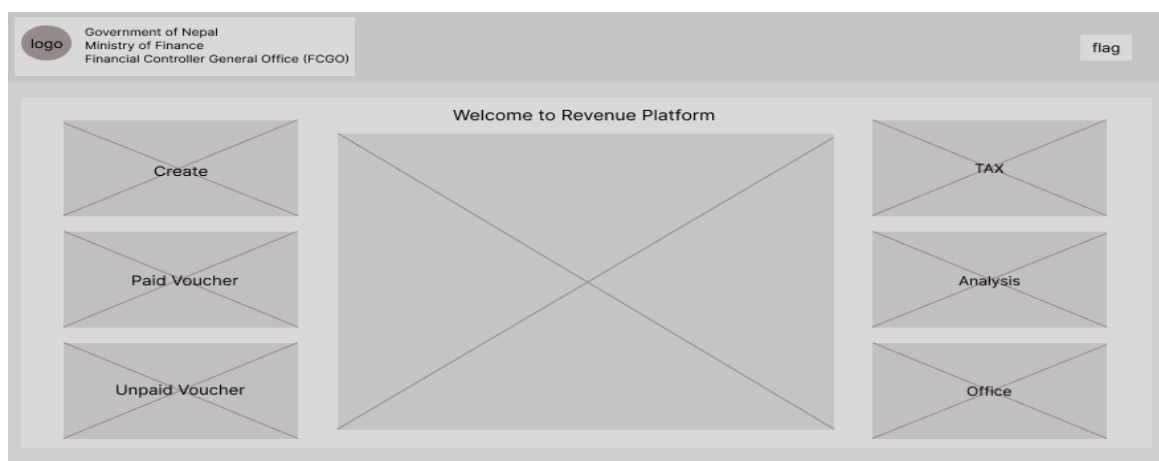 logo
Government of Nepal
Ministry of Finance
Financial Controller General Office (FCGO)
flag
Welcome to Revenue Platform
Create
Paid Voucher
Unpaid Voucher
TAX
Analysis
Office